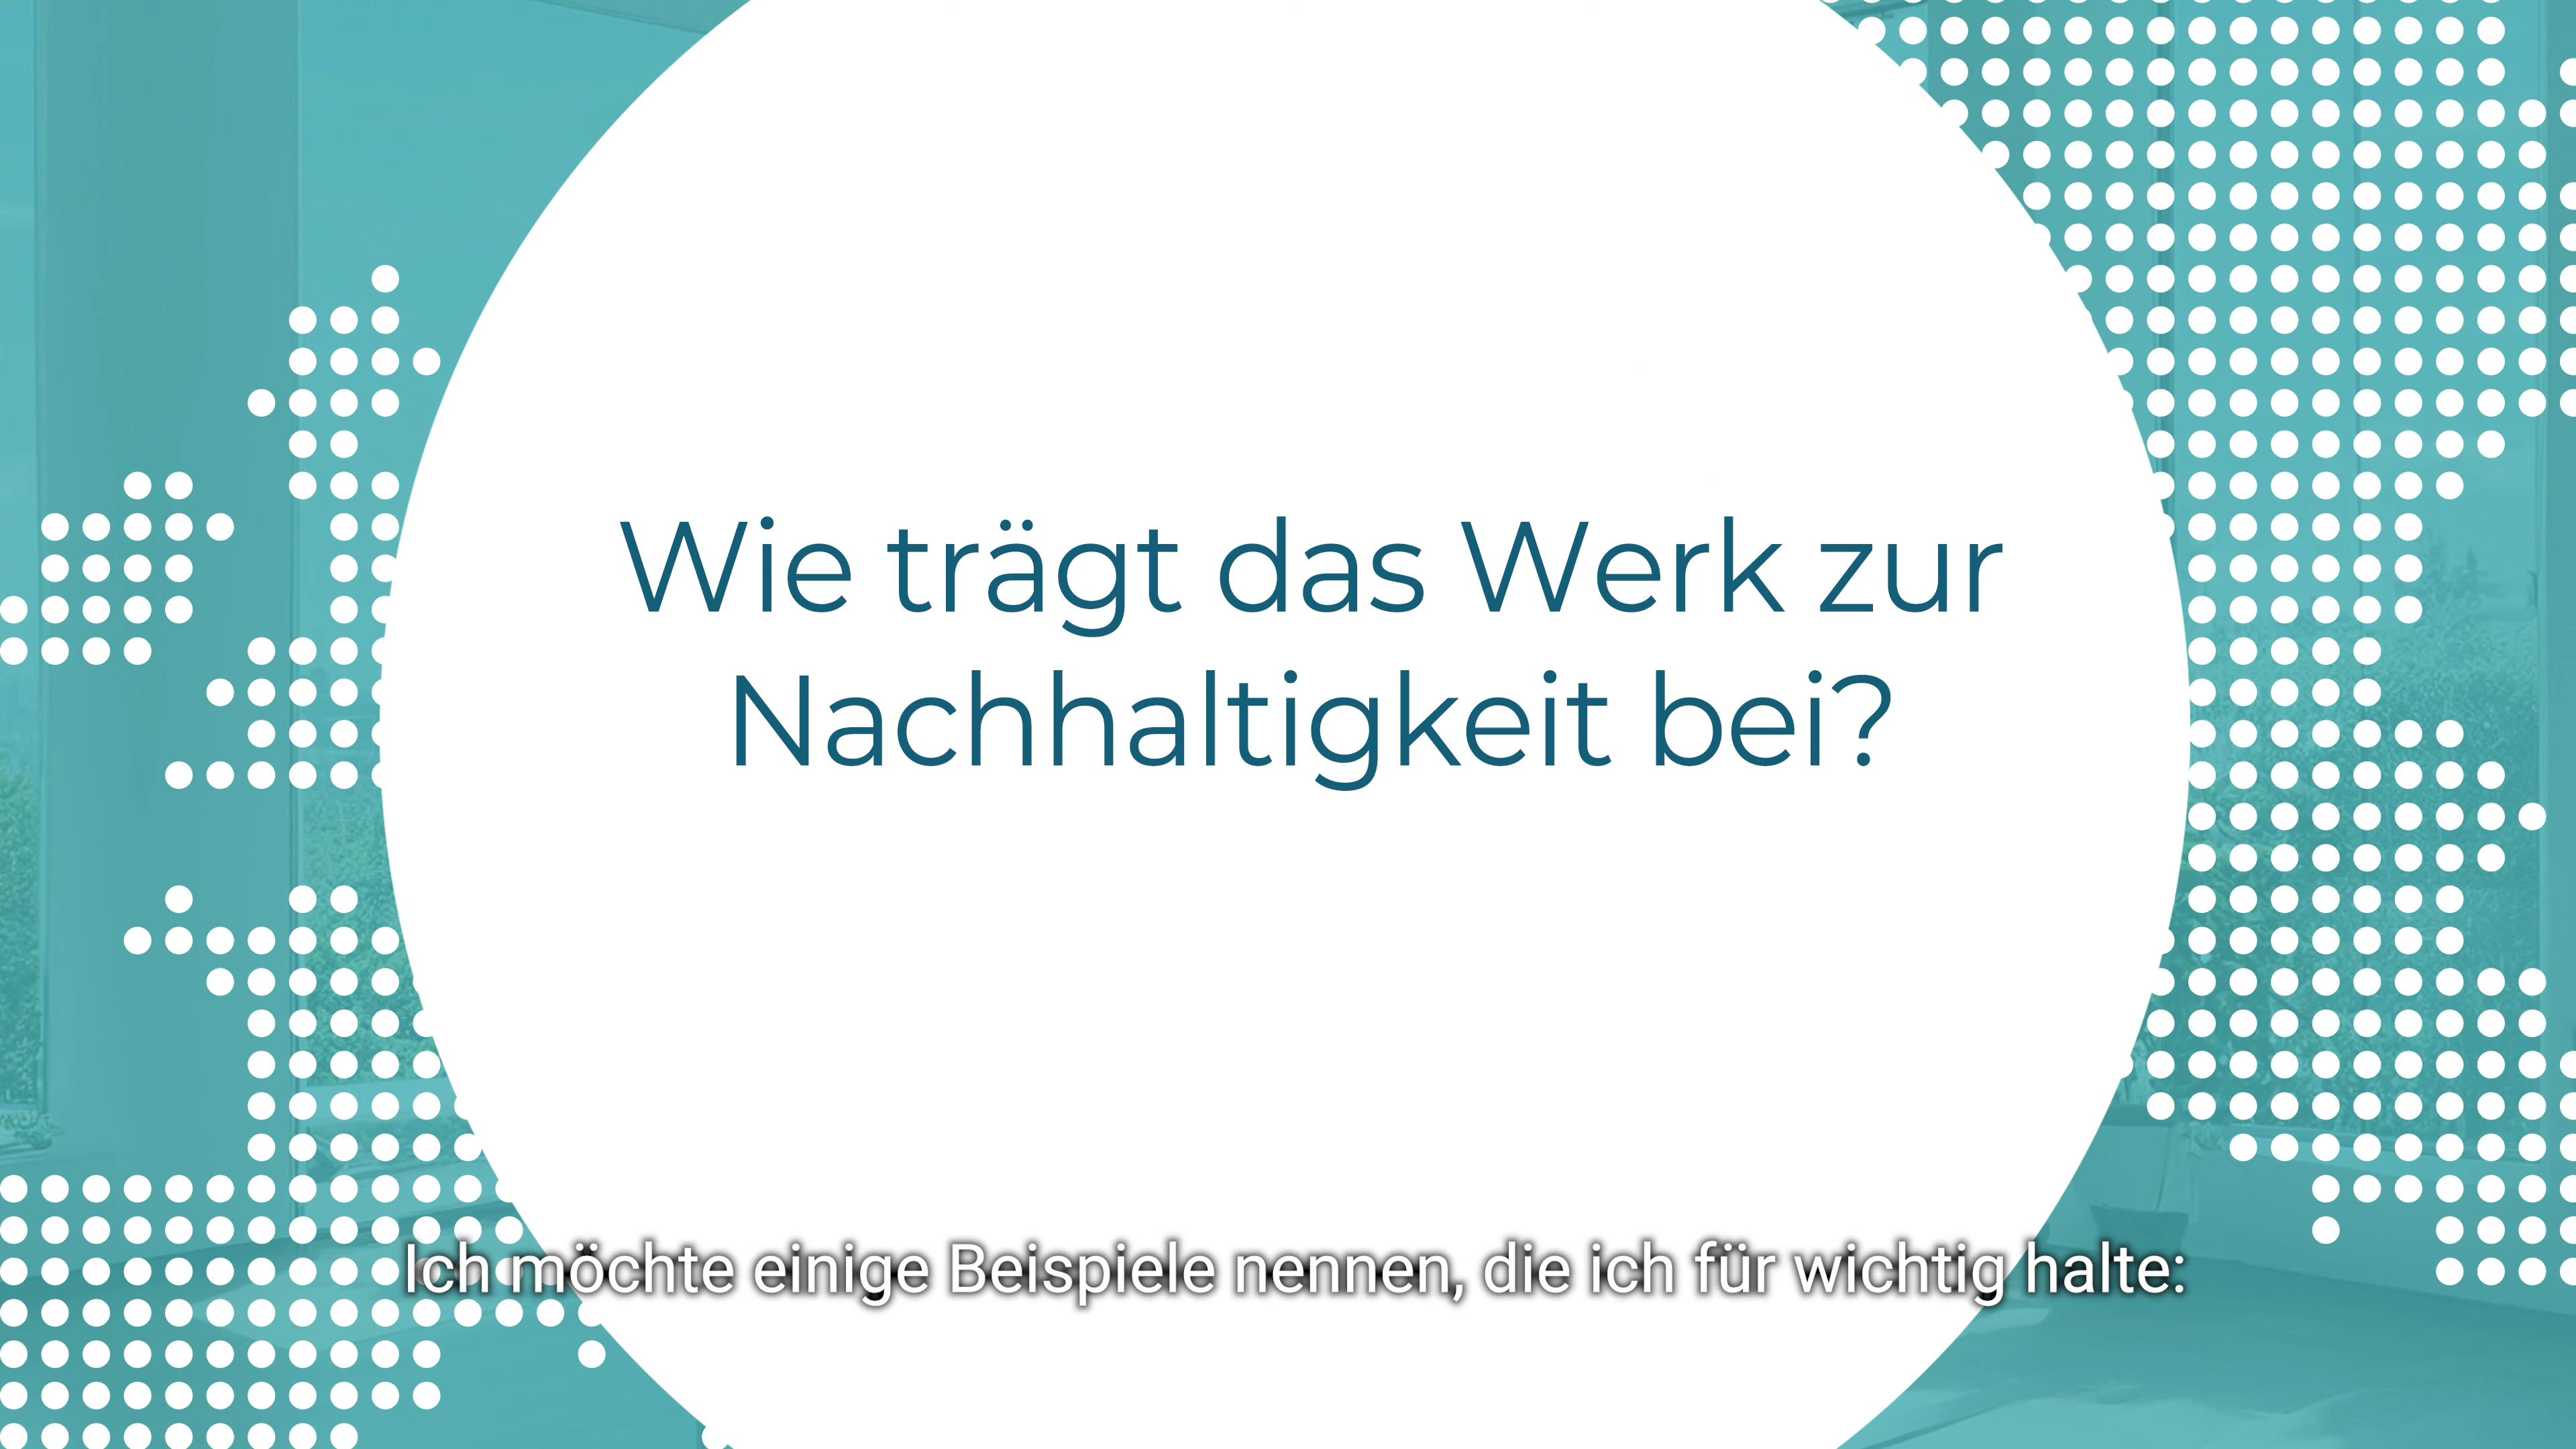 Wie trägt das Werk zur
Nachhaltigkeit bei?
Ich möchte einige Beispiele nennen, die ich für wichtig halte: